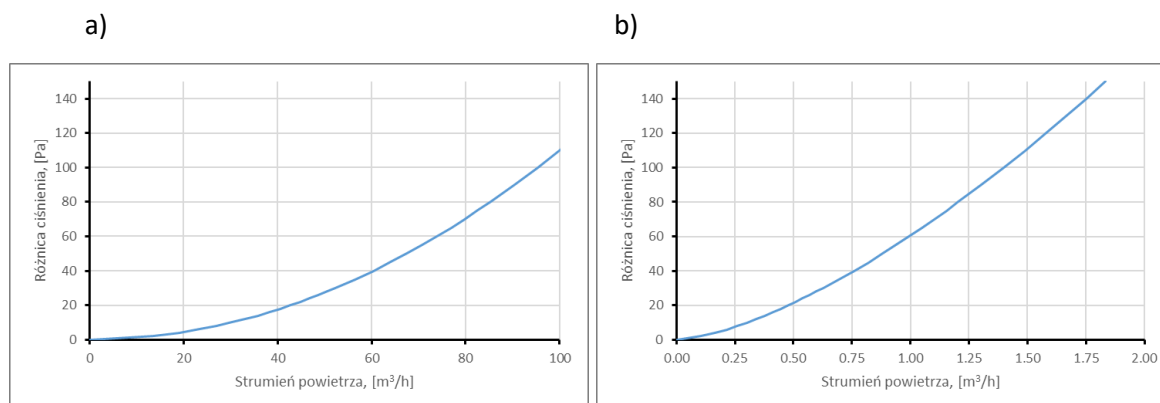 a)
b)
Różnica ciśnienia, [Pa]
140
120
100
80
60
40
20
0
0 20 40 60 80 100
Strumień powietrza, [m³/h]
Różnica ciśnienia, [Pa]
140
120
100
80
60
40
20
0
0.00 0.25 0.50 0.75 1.00 1.25 1.50 1.75 2.00
Strumień powietrza, [m³/h]